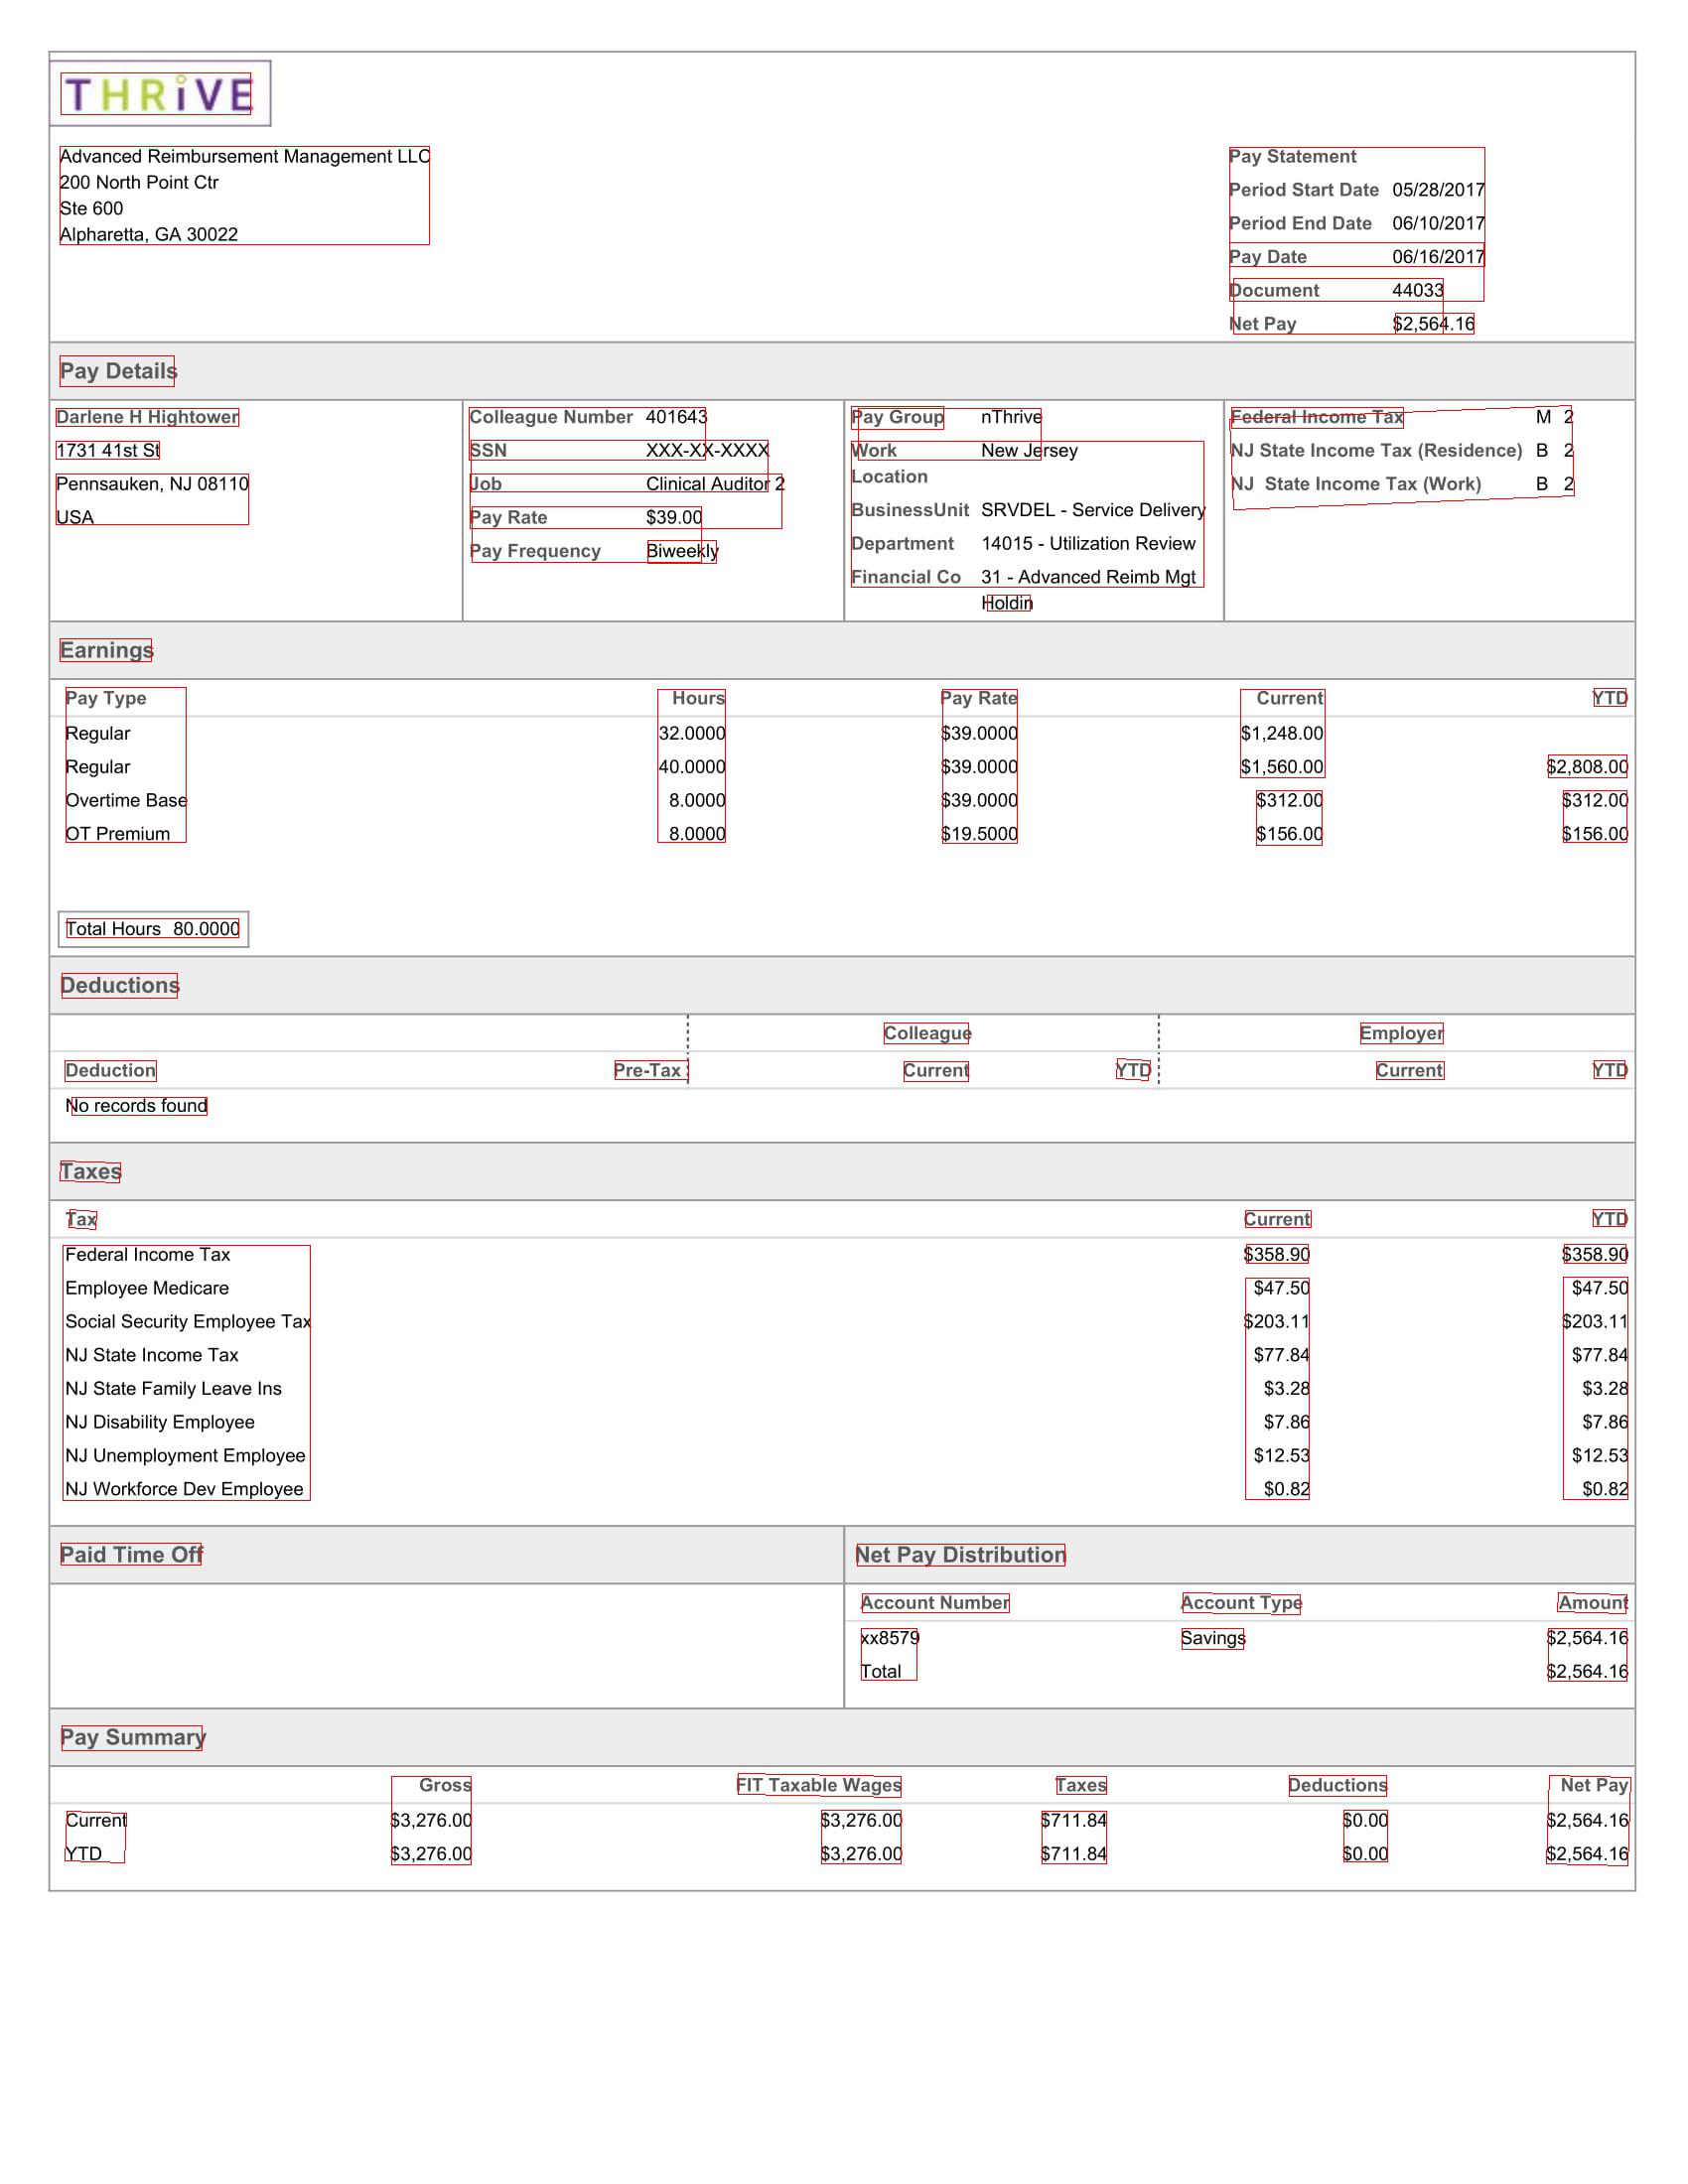 THRiVE
Advanced Reimbursement Management LLC
200 North Point Ctr
Ste 600
Alpharetta, GA 30022
Pay Statement
Period Start Date 05/28/2017
Period End Date 06/10/2017
Pay Date 06/16/2017
Document 44033
Net Pay $2,564.16
Pay Details
Darlene H Hightower
1731 41st St
Pennsauken, NJ 08110
USA
Colleague Number 401643
SSN XXX-XX-XXXX
Job Clinical Auditor 2
Pay Rate $39.00
Pay Frequency Biweekly
Pay Group nThrive
Work New Jersey
Location
BusinessUnit SRVDEL - Service Delivery
Department 14015 - Utilization Review
Financial Co 31 - Advanced Reimb Mgt
Holdin
Federal Income Tax M 2
NJ State Income Tax (Residence) B 2
NJ State Income Tax (Work) B 2
Earnings
Pay Type Hours Pay Rate Current YTD
Regular 32.0000 $39.0000 $1,248.00
Regular 40.0000 $39.0000 $1,560.00 $2,808.00
Overtime Base 8.0000 $39.0000 $312.00 $312.00
OT Premium 8.0000 $19.5000 $156.00 $156.00
Total Hours 80.0000
Deductions
Colleague Employer
Deduction Pre-Tax Current YTD Current YTD
No records found
Taxes
Tax Current YTD
Federal Income Tax $358.90 $358.90
Employee Medicare $47.50 $47.50
Social Security Employee Tax $203.11 $203.11
NJ State Income Tax $77.84 $77.84
NJ State Family Leave Ins $3.28 $3.28
NJ Disability Employee $7.86 $7.86
NJ Unemployment Employee $12.53 $12.53
NJ Workforce Dev Employee $0.82 $0.82
Paid Time Off
Net Pay Distribution
Account Number Account Type Amount
xx8579 Savings $2,564.16
Total $2,564.16
Pay Summary
Gross FIT Taxable Wages Taxes Deductions Net Pay
Current $3,276.00 $3,276.00 $711.84 $0.00 $2,564.16
YTD $3,276.00 $3,276.00 $711.84 $0.00 $2,564.16